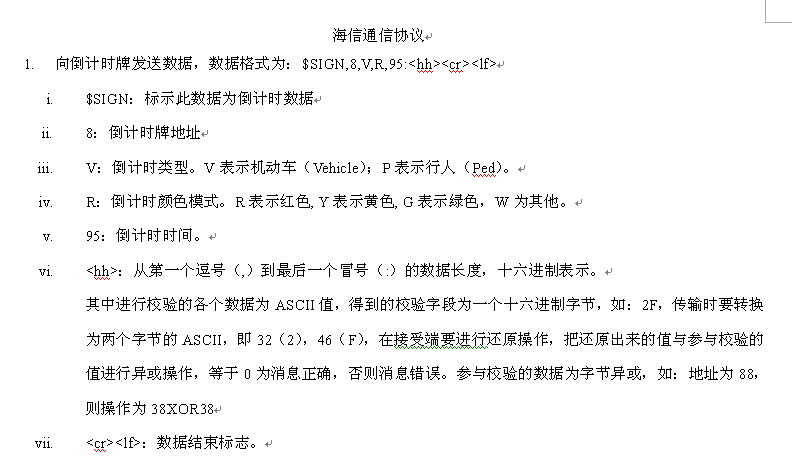 海信通信协议
1. 向倒计时牌发送数据，数据格式为：$SIGN,8,V,R,95:<hh><cr><lf>
i. $SIGN：标示此数据为倒计时数据
ii. 8：倒计时牌地址
iii. V：倒计时类型。V 表示机动车（Vehicle）；P 表示行人（Ped）。
iv. R：倒计时颜色模式。R 表示红色, Y 表示黄色, G 表示绿色，W 为其他。
v. 95：倒计时时间。
vi. <hh>：从第一个逗号（,）到最后一个冒号（:）的数据长度，十六进制表示。
其中进行校验的各个数据为 ASCII 值，得到的校验字段为一个十六进制字节，如：2F，传输时要转换
为两个字节的 ASCII，即 32（2），46（F），在接受端要进行还原操作，把还原出来的值与参与校验的
值进行异或操作，等于 0 为消息正确，否则消息错误。参与校验的数据为字节异或，如：地址为 88，
则操作为 38XOR38
vii. <cr><lf>：数据结束标志。